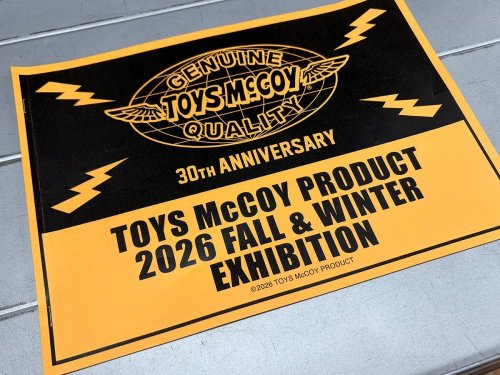 GENUINE
TOYS McCOY®
QUALITY
30TH ANNIVERSARY
TOYS McCOY PRODUCT
2026 FALL & WINTER
EXHIBITION
©2026 TOYS McCOY PRODUCT